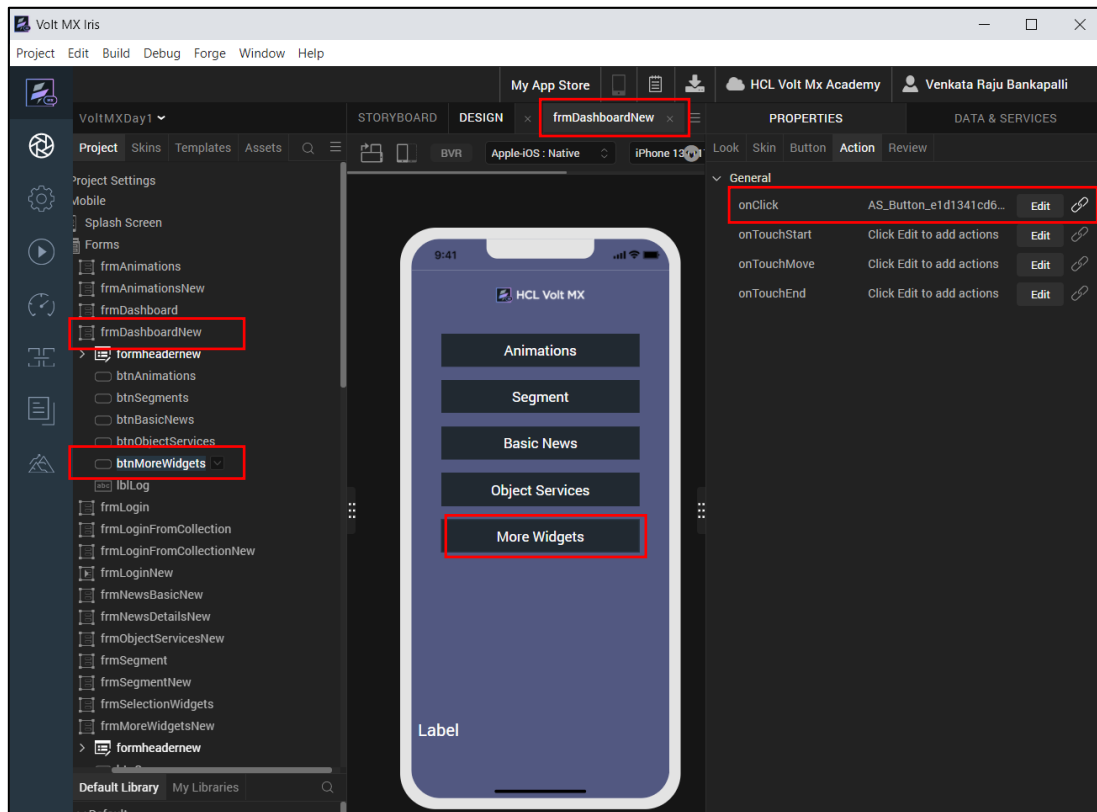 Volt MX Iris
Project Edit Build Debug Forge Window Help
My App Store HCL Volt Mx Academy Venkata Raju Bankapalli
VoltMXDay1 STORYBOARD DESIGN × frmDashboardNew × PROPERTIES DATA & SERVICES
Project Skins Templates Assets BVR Apple-iOS : Native iPhone 13 Look Skin Button Action Review
Project Settings
Mobile
Splash Screen
Forms
frmAnimations
frmAnimationsNew
frmDashboard
frmDashboardNew
formheadernew
btnAnimations
btnSegments
btnBasicNews
btnObjectServices
btnMoreWidgets
abc lblLog
frmLogin
frmLoginFromCollection
frmLoginFromCollectionNew
frmLoginNew
frmNewsBasicNew
frmNewsDetailsNew
frmObjectServicesNew
frmSegment
frmSegmentNew
frmSelectionWidgets
frmMoreWidgetsNew
formheadernew
Default Library My Libraries
9:41
HCL Volt MX
Animations
Segment
Basic News
Object Services
More Widgets
Label
General
onClick AS_Button_e1d1341cd6... Edit
onTouchStart Click Edit to add actions Edit
onTouchMove Click Edit to add actions Edit
onTouchEnd Click Edit to add actions Edit